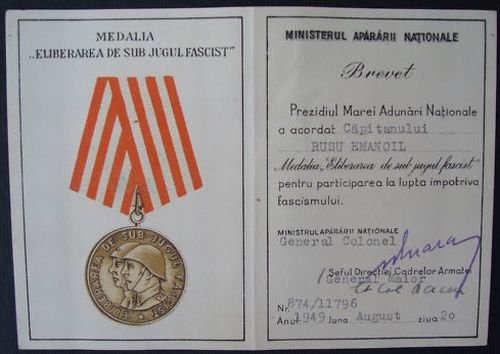 MEDALIA
„ELIBERAREA DE SUB JUGUL FASCIST”
ELIBERAREA DE SUB JUGUL FASCIST
MINISTERUL APĂRĂRII NAȚIONALE
Brevet
Prezidiul Marei Adunări Naționale
a acordat Căpitanului
RUSU EMANOIL
Medalia „Eliberarea de sub jugul fascist”
pentru participarea la lupta împotriva
fascismului.
MINISTRUL APĂRĂRII NAȚIONALE
General Colonel
Șeful Direcției Cadrelor Armatei
General Maior
Nr. 874/11796
Anul 1949 luna August ziua 20